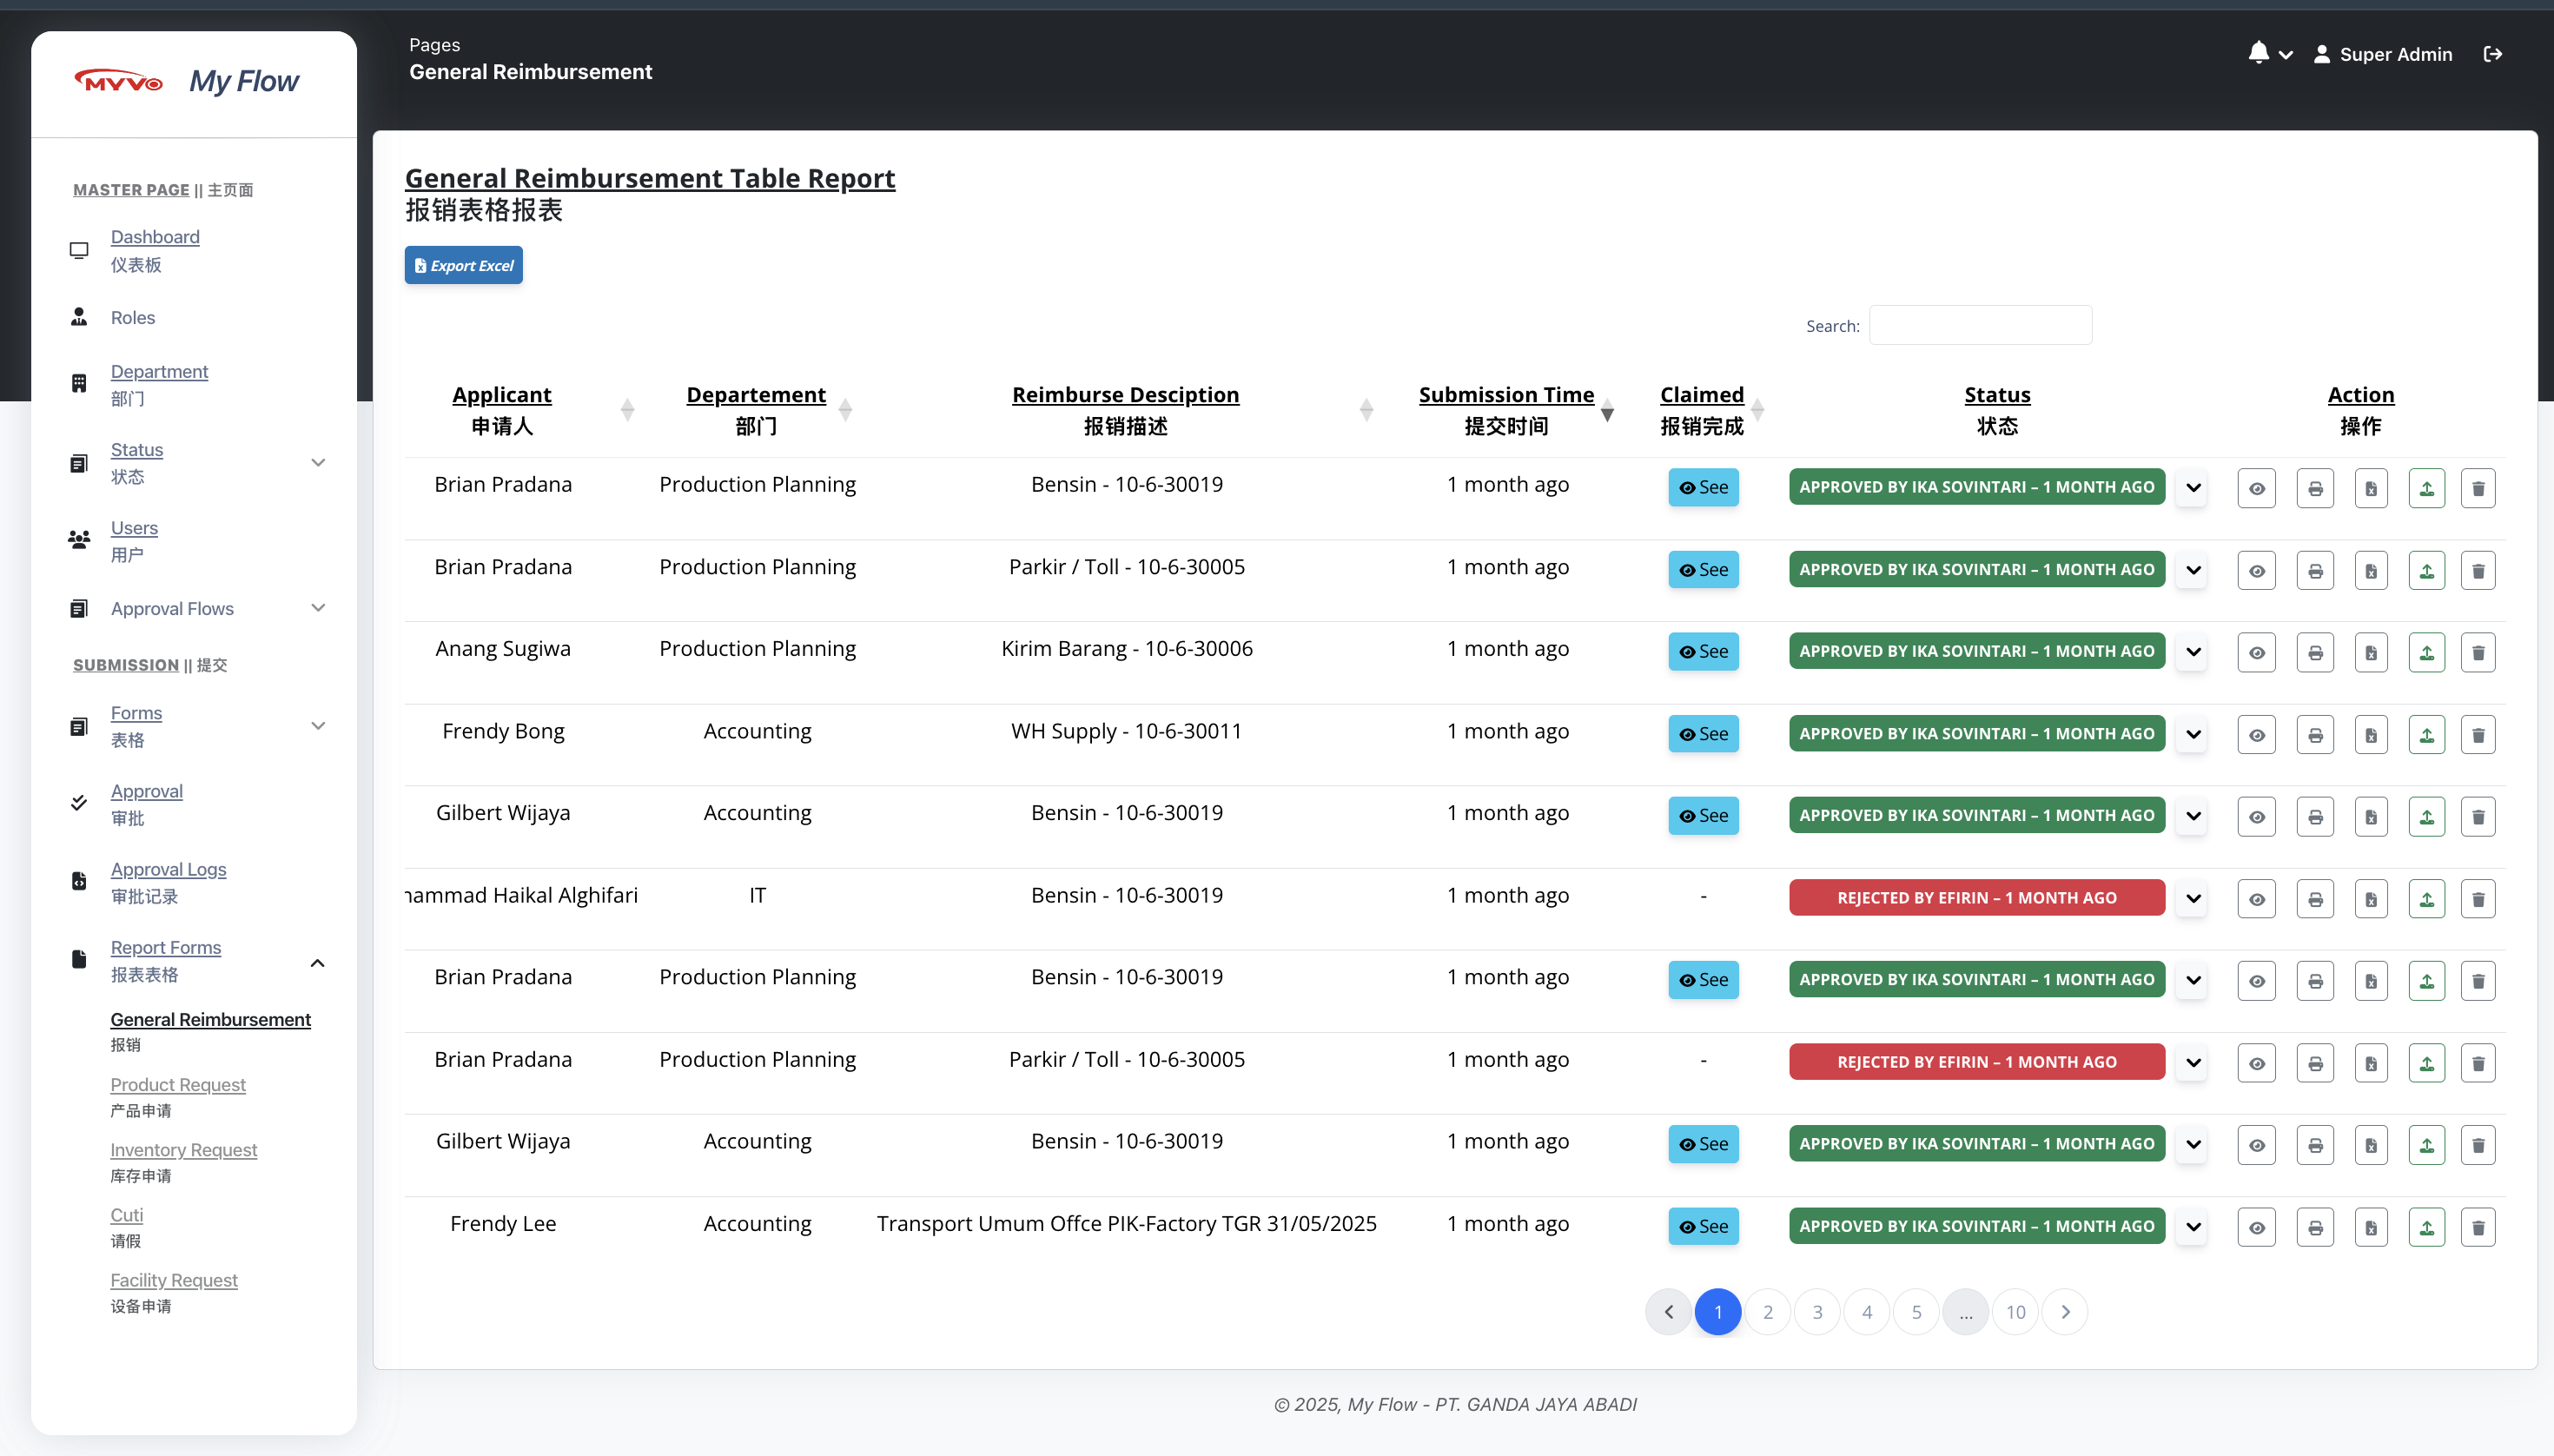 MYVO My Flow
MASTER PAGE || 主页面
Dashboard
仪表板
Roles
Department
部门
Status
状态
Users
用户
Approval Flows
SUBMISSION || 提交
Forms
表格
Approval
审批
Approval Logs
审批记录
Report Forms
报表表格
General Reimbursement
报销
Product Request
产品申请
Inventory Request
库存申请
Cuti
请假
Facility Request
设备申请
Pages
General Reimbursement
Super Admin
General Reimbursement Table Report
报销表格报表
Export Excel
Search:
Applicant Departement Reimburse Desciption Submission Time Claimed Status Action
申请人 部门 报销描述 提交时间 报销完成 状态 操作
Brian Pradana Production Planning Bensin - 10-6-30019 1 month ago See APPROVED BY IKA SOVINTARI – 1 MONTH AGO
Brian Pradana Production Planning Parkir / Toll - 10-6-30005 1 month ago See APPROVED BY IKA SOVINTARI – 1 MONTH AGO
Anang Sugiwa Production Planning Kirim Barang - 10-6-30006 1 month ago See APPROVED BY IKA SOVINTARI – 1 MONTH AGO
Frendy Bong Accounting WH Supply - 10-6-30011 1 month ago See APPROVED BY IKA SOVINTARI – 1 MONTH AGO
Gilbert Wijaya Accounting Bensin - 10-6-30019 1 month ago See APPROVED BY IKA SOVINTARI – 1 MONTH AGO
ammad Haikal Alghifari IT Bensin - 10-6-30019 1 month ago - REJECTED BY EFIRIN – 1 MONTH AGO
Brian Pradana Production Planning Bensin - 10-6-30019 1 month ago See APPROVED BY IKA SOVINTARI – 1 MONTH AGO
Brian Pradana Production Planning Parkir / Toll - 10-6-30005 1 month ago - REJECTED BY EFIRIN – 1 MONTH AGO
Gilbert Wijaya Accounting Bensin - 10-6-30019 1 month ago See APPROVED BY IKA SOVINTARI – 1 MONTH AGO
Frendy Lee Accounting Transport Umum Offce PIK-Factory TGR 31/05/2025 1 month ago See APPROVED BY IKA SOVINTARI – 1 MONTH AGO
1 2 3 4 5 ... 10
© 2025, My Flow - PT. GANDA JAYA ABADI